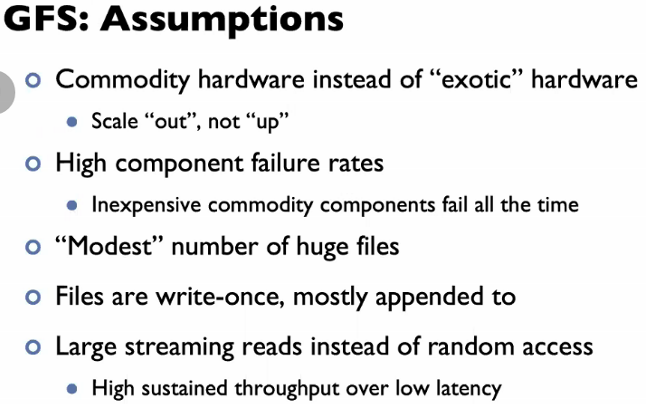 GFS: Assumptions
Commodity hardware instead of “exotic” hardware
Scale “out”, not “up”
High component failure rates
Inexpensive commodity components fail all the time
“Modest” number of huge files
Files are write-once, mostly appended to
Large streaming reads instead of random access
High sustained throughput over low latency